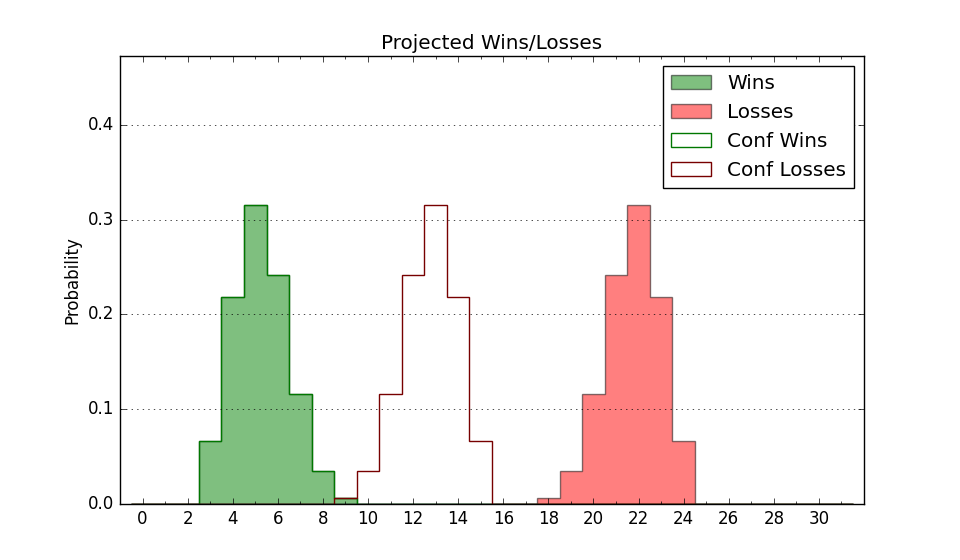 Projected Wins/Losses
Wins
Losses
Conf Wins
Conf Losses
Probability
0.4
0.3
0.2
0.1
0.0
0 2 4 6 8 10 12 14 16 18 20 22 24 26 28 30